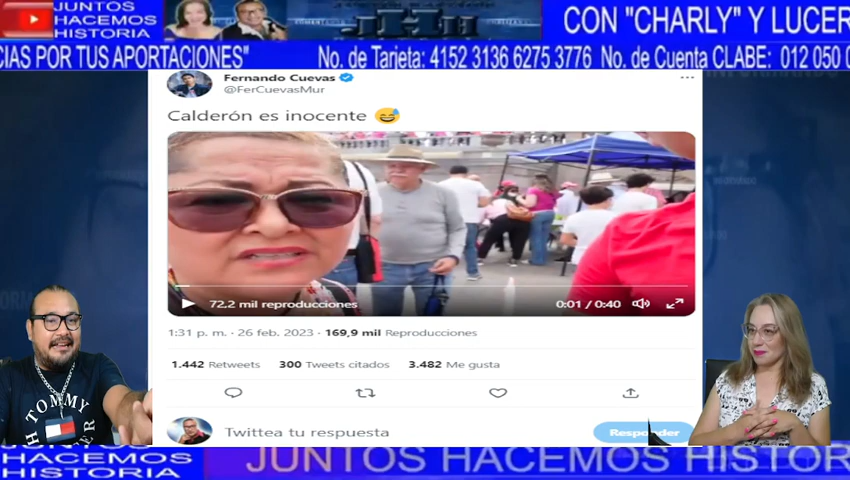 JUNTOS
HACEMOS
HISTORIA
CON "CHARLY" Y LUCER
CIAS POR TUS APORTACIONES"
No. de Tarjeta: 4152 3136 6275 3776 No. de Cuenta CLABE: 012 050 0
Fernando Cuevas
@FerCuevasMur
Calderón es inocente 😅
72,2 mil reproducciones
0:01 / 0:40
1:31 p. m. · 26 feb. 2023 · 169,9 mil Reproducciones
1.442 Retweets 300 Tweets citados 3.482 Me gusta
Twittea tu respuesta
Responder
TOMMY
HACEMOS
HISTORIA
JUNTOS HACEMOS HISTOR